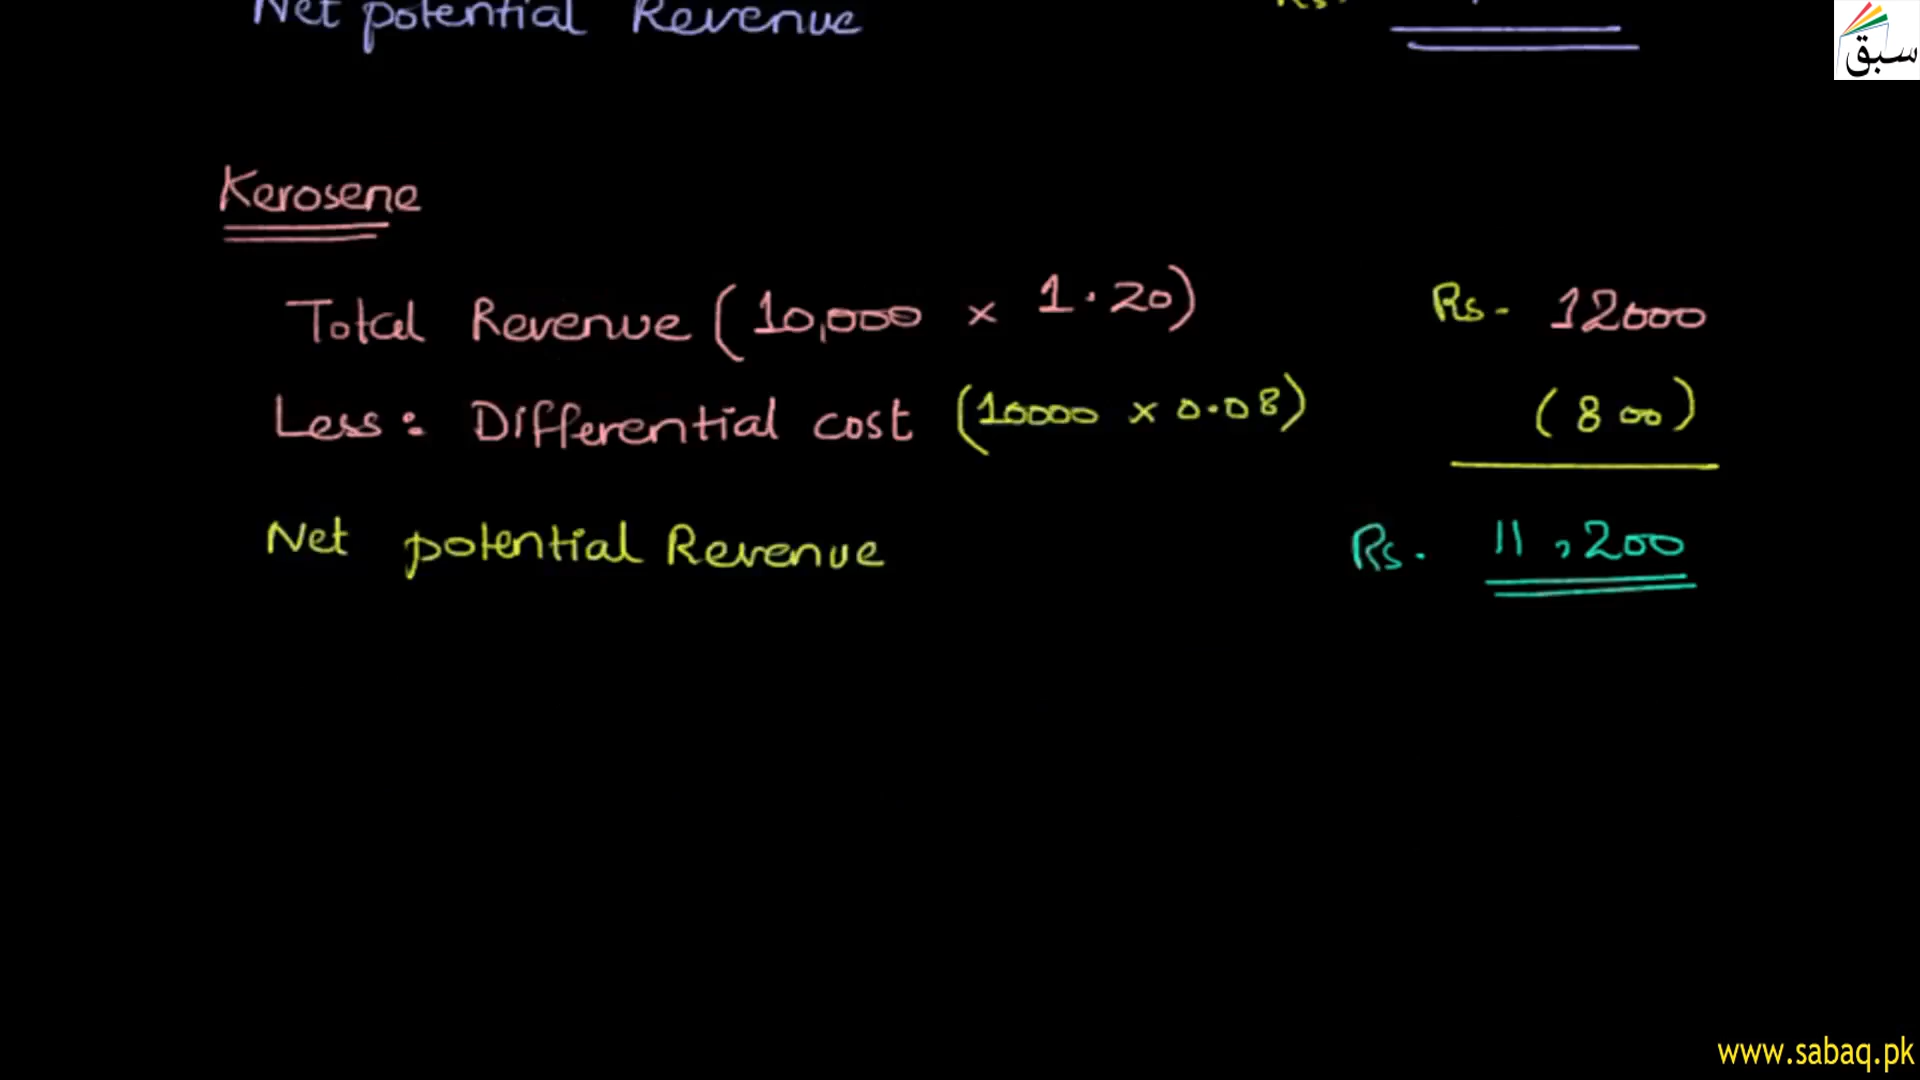 Net potential Revenue Rs.
سبق
Kerosene
Total Revenue (10,000 x 1.20) Rs- 12000
Less: Differential cost (10000 x 0.08) (800)
Net potential Revenue Rs. 11,200
www.sabaq.pk